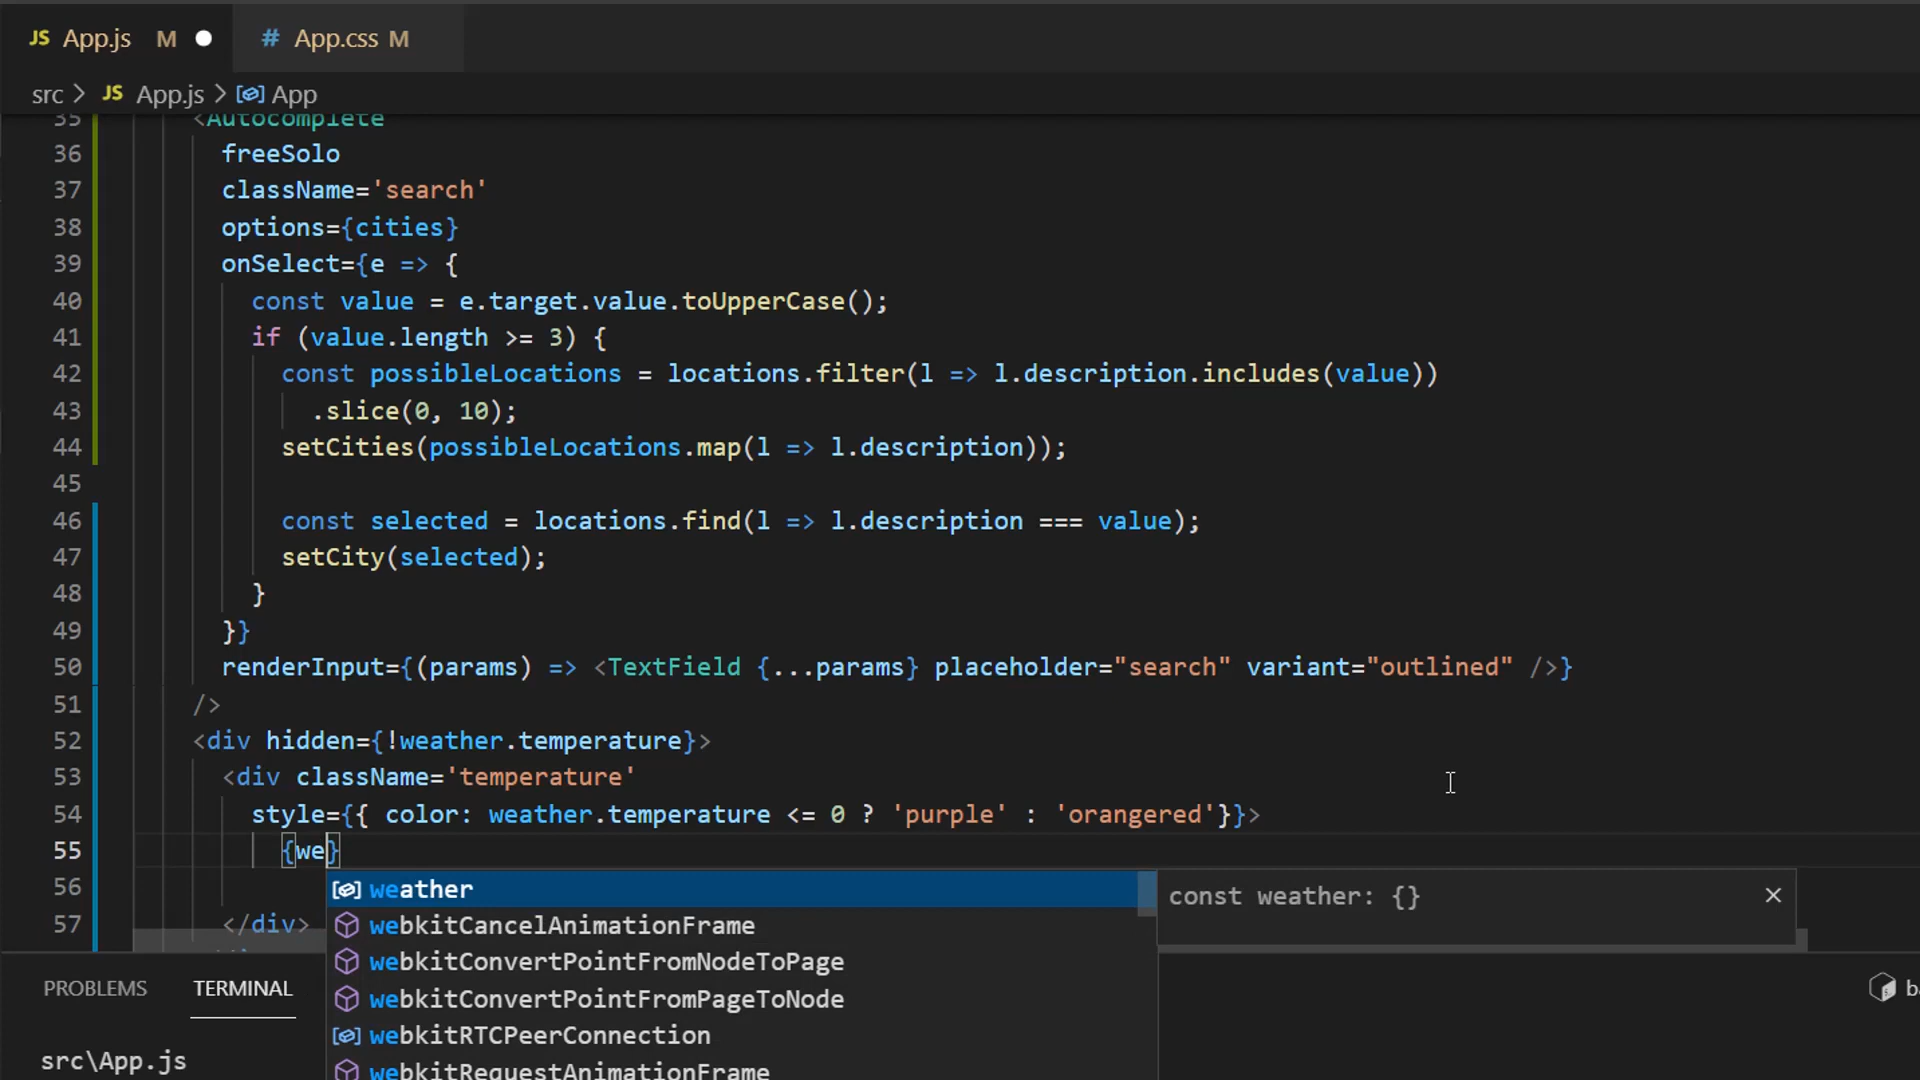 JS App.js M
# App.css M
src > JS App.js > App
35 <Autocomplete
36 freeSolo
37 className='search'
38 options={cities}
39 onSelect={e => {
40 const value = e.target.value.toUpperCase();
41 if (value.length >= 3) {
42 const possibleLocations = locations.filter(l => l.description.includes(value))
43 .slice(0, 10);
44 setCities(possibleLocations.map(l => l.description));
45
46 const selected = locations.find(l => l.description === value);
47 setCity(selected);
48 }
49 }}
50 renderInput={(params) => <TextField {...params} placeholder="search" variant="outlined" />}
51 />
52 <div hidden={!weather.temperature}>
53 <div className='temperature'
54 style={{ color: weather.temperature <= 0 ? 'purple' : 'orangered'}}>
55 {we}
56
57 </div>
weather
const weather: {}
webkitCancelAnimationFrame
webkitConvertPointFromNodeToPage
webkitConvertPointFromPageToNode
webkitRTCPeerConnection
webkitRequestAnimationFrame
PROBLEMS TERMINAL
src\App.js